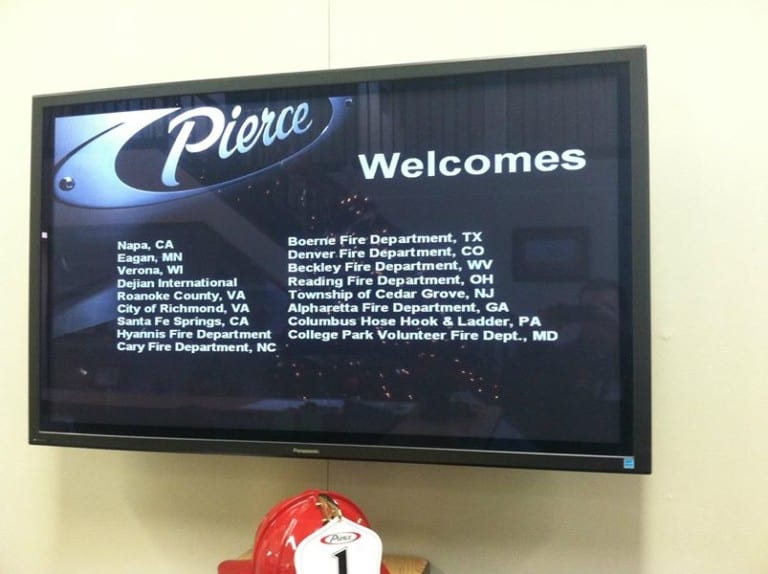 Pierce
Welcomes
Napa, CA
Eagan, MN
Verona, WI
Dejian International
Roanoke County, VA
City of Richmond, VA
Santa Fe Springs, CA
Hyannis Fire Department
Cary Fire Department, NC
Boerne Fire Department, TX
Denver Fire Department, CO
Beckley Fire Department, WV
Reading Fire Department, OH
Township of Cedar Grove, NJ
Alpharetta Fire Department, GA
Columbus Hose Hook & Ladder, PA
College Park Volunteer Fire Dept., MD
Panasonic
Pierce
1